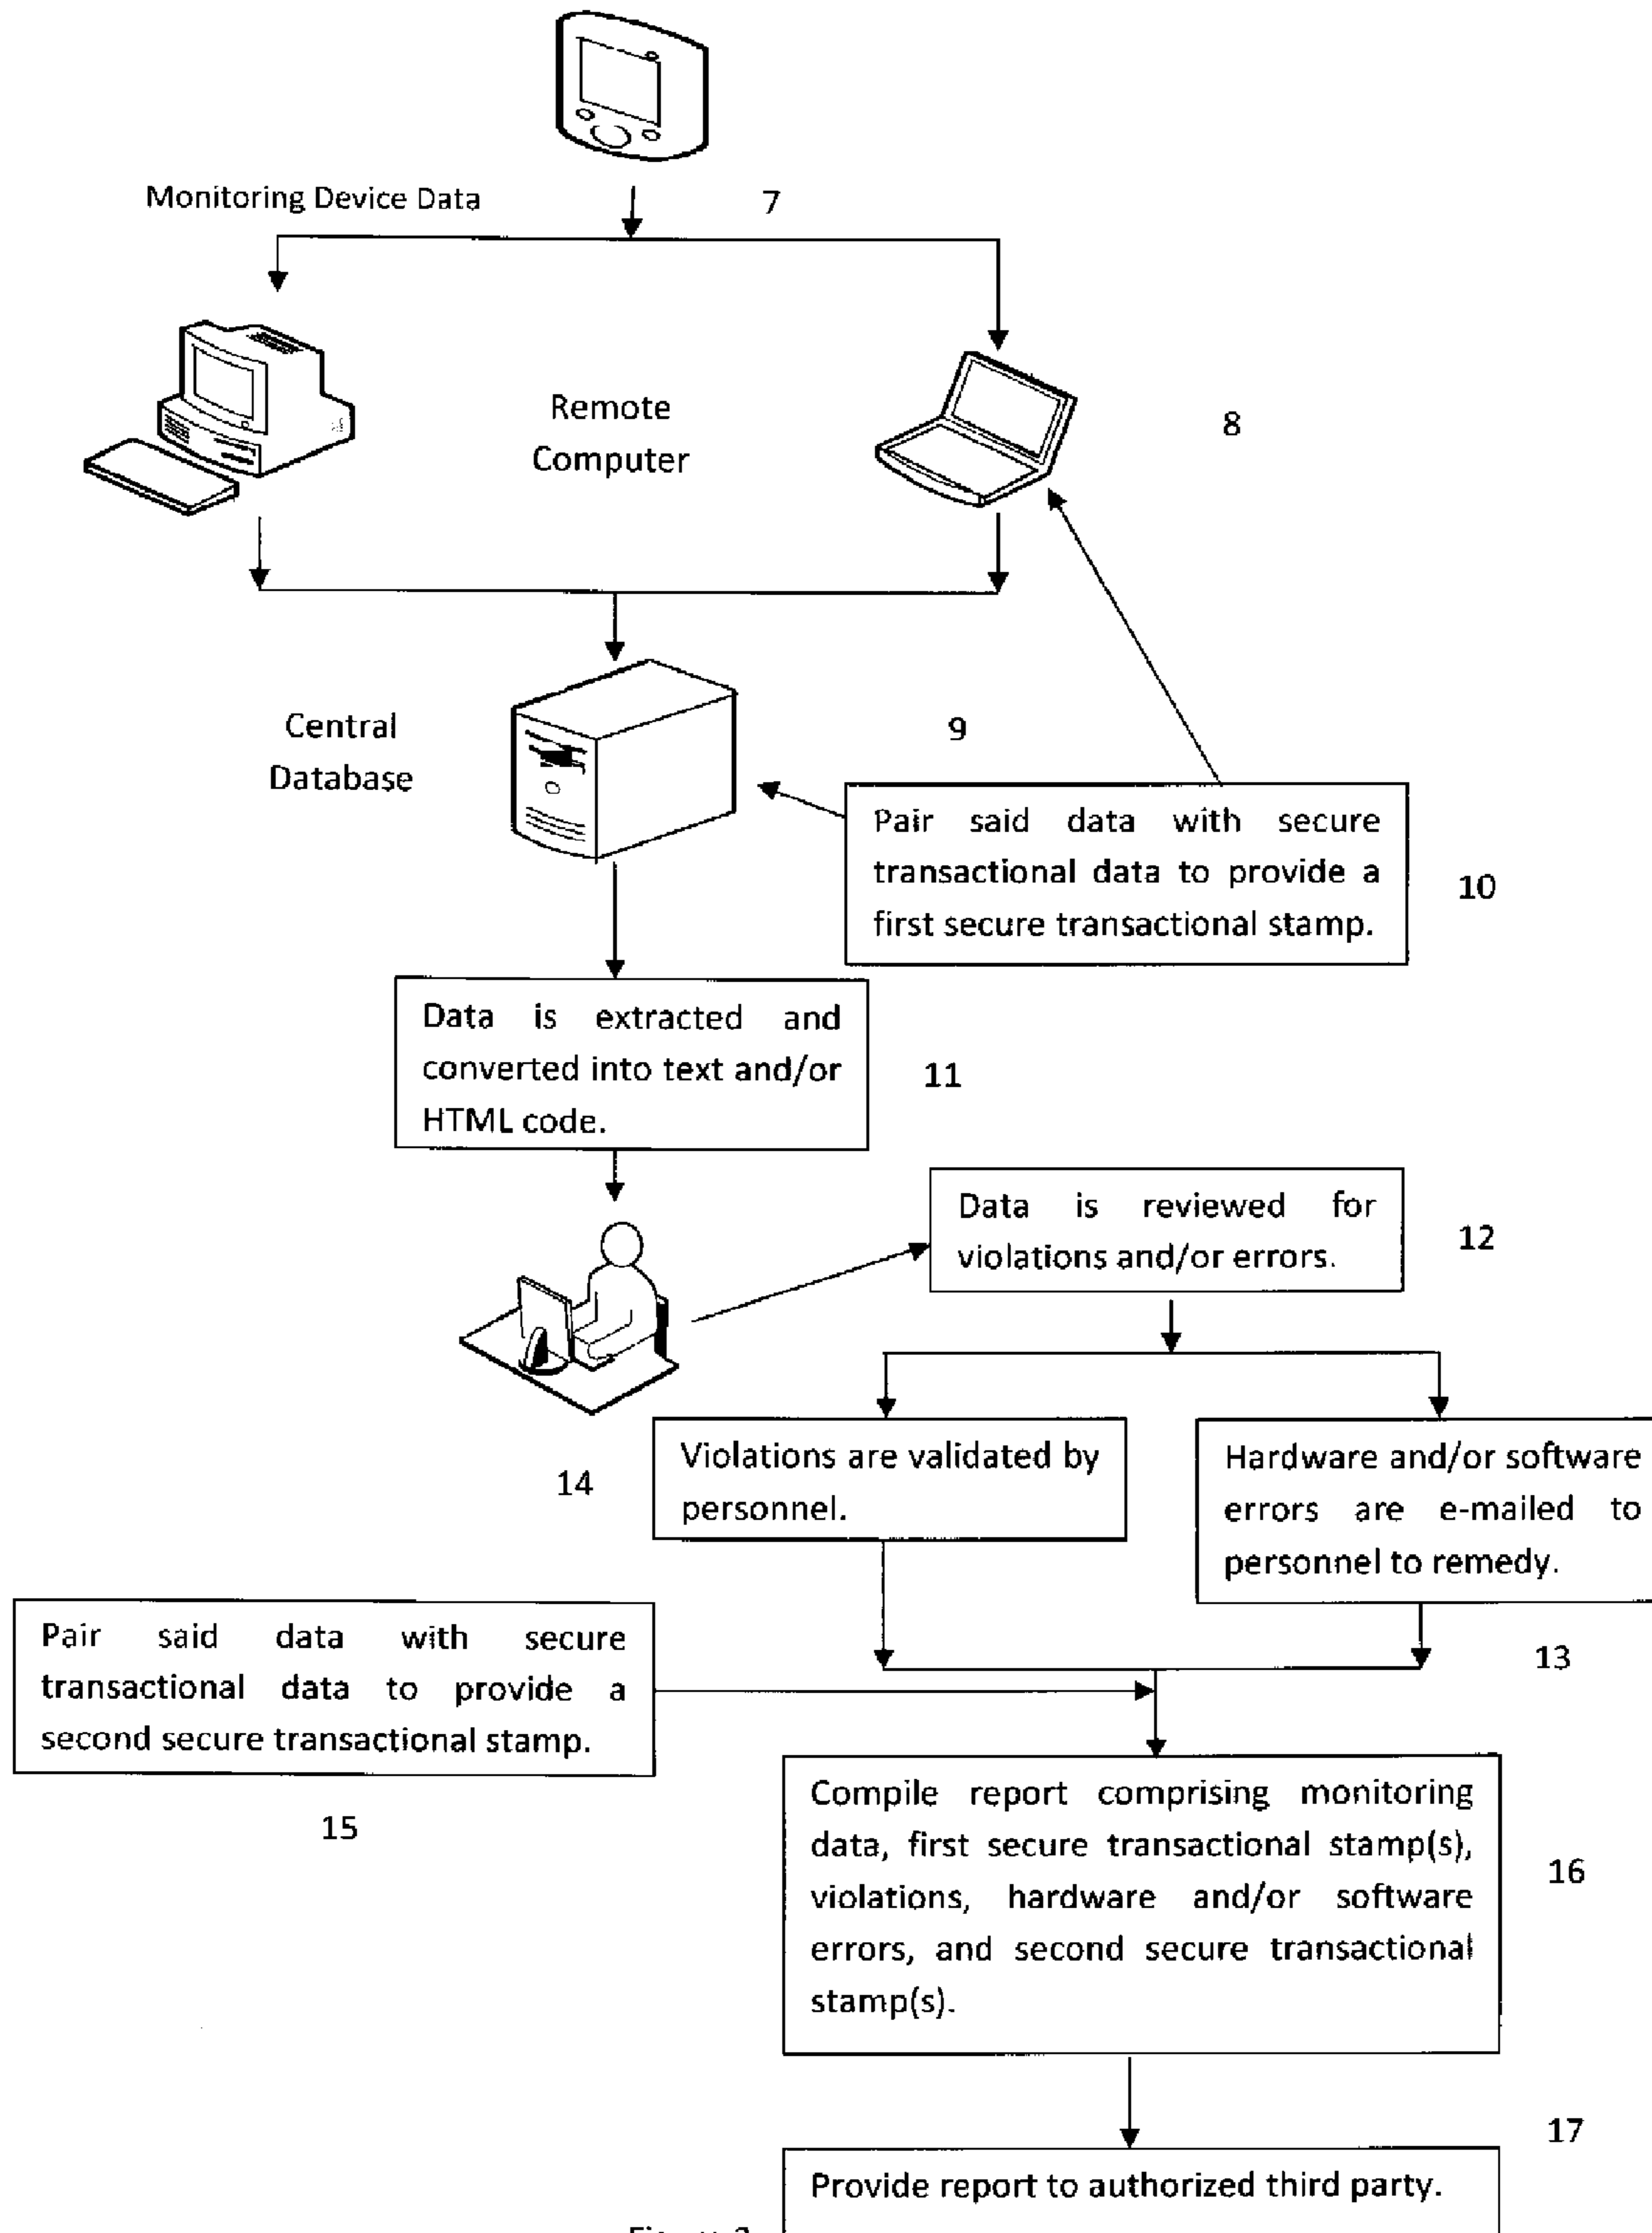 Monitoring Device Data
7
Remote
Computer
8
Central
Database
9
Pair said data with secure
transactional data to provide a
first secure transactional stamp.
10
Data is extracted and
converted into text and/or
HTML code.
11
Data is reviewed for
violations and/or errors.
12
14
Violations are validated by
personnel.
Hardware and/or software
errors are e-mailed to
personnel to remedy.
13
Pair said data with secure
transactional data to provide a
second secure transactional stamp.
15
Compile report comprising monitoring
data, first secure transactional stamp(s),
violations, hardware and/or software
errors, and second secure transactional
stamp(s).
16
17
Provide report to authorized third party.